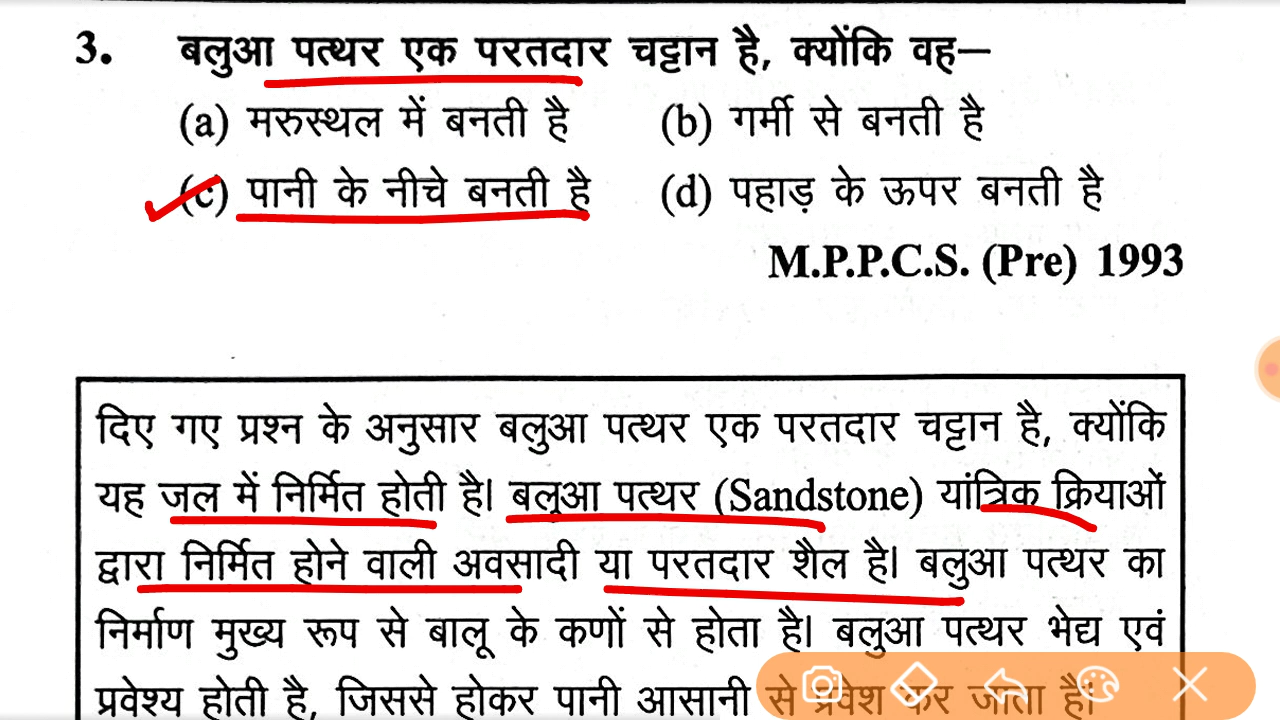 3. बलुआ पत्थर एक परतदार चट्टान है, क्योंकि वह–
(a) मरुस्थल में बनती है (b) गर्मी से बनती है
(c) पानी के नीचे बनती है (d) पहाड़ के ऊपर बनती है
M.P.P.C.S. (Pre) 1993
दिए गए प्रश्न के अनुसार बलुआ पत्थर एक परतदार चट्टान है, क्योंकि
यह जल में निर्मित होती है। बलुआ पत्थर (Sandstone) यांत्रिक क्रियाओं
द्वारा निर्मित होने वाली अवसादी या परतदार शैल है। बलुआ पत्थर का
निर्माण मुख्य रूप से बालू के कणों से होता है। बलुआ पत्थर भेद्य एवं
प्रवेश्य होती है, जिससे होकर पानी आसानी से प्रवेश कर जाता है।